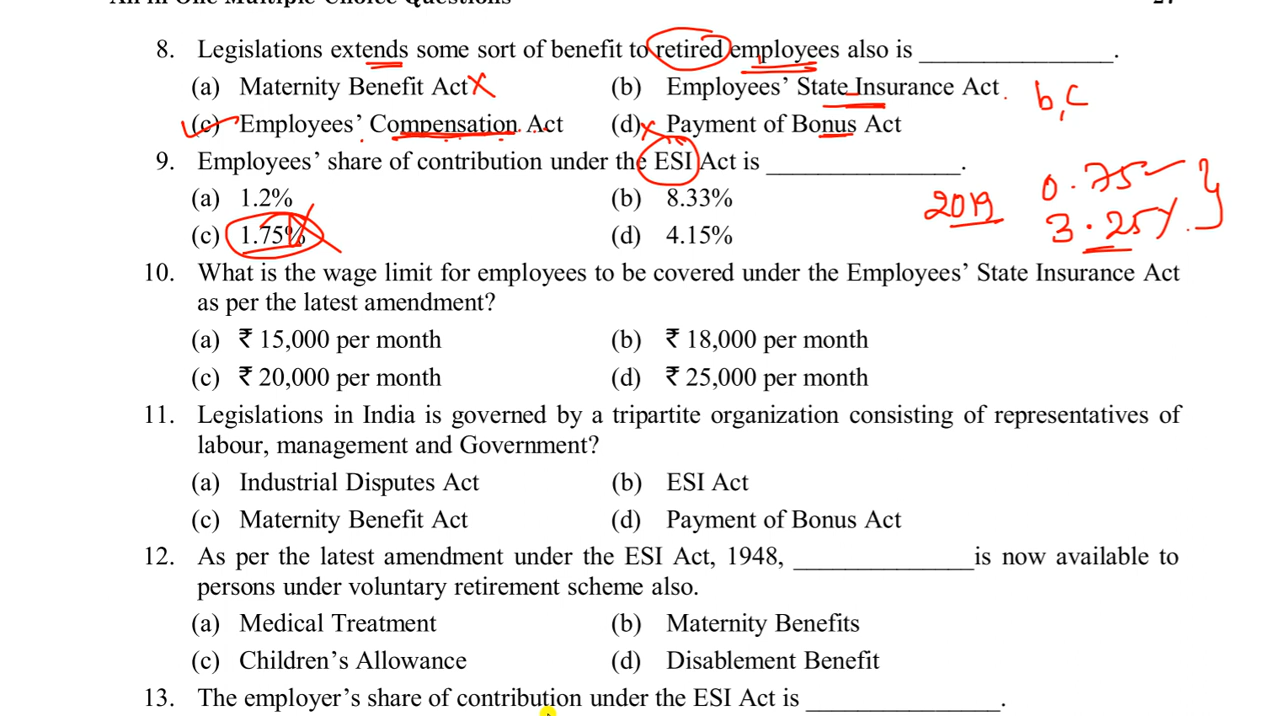 8. Legislations extends some sort of benefit to retired employees also is _______________.
(a) Maternity Benefit Act (b) Employees' State Insurance Act b,c
(c) Employees' Compensation Act (d) Payment of Bonus Act
9. Employees' share of contribution under the ESI Act is _______________.
(a) 1.2% (b) 8.33% 2019 0.75
(c) 1.75% (d) 4.15% 3.25%
10. What is the wage limit for employees to be covered under the Employees' State Insurance Act
as per the latest amendment?
(a) ₹ 15,000 per month (b) ₹ 18,000 per month
(c) ₹ 20,000 per month (d) ₹ 25,000 per month
11. Legislations in India is governed by a tripartite organization consisting of representatives of
labour, management and Government?
(a) Industrial Disputes Act (b) ESI Act
(c) Maternity Benefit Act (d) Payment of Bonus Act
12. As per the latest amendment under the ESI Act, 1948, ______________is now available to
persons under voluntary retirement scheme also.
(a) Medical Treatment (b) Maternity Benefits
(c) Children's Allowance (d) Disablement Benefit
13. The employer's share of contribution under the ESI Act is _______________.